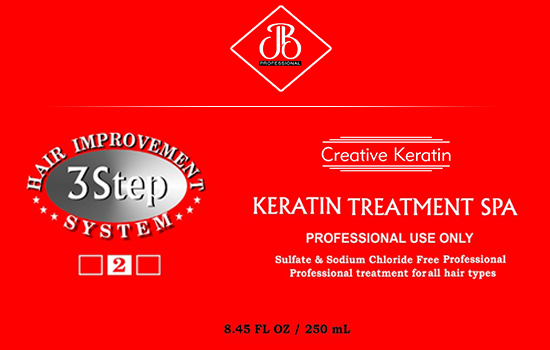 JB
PROFESSIONAL
HAIR IMPROVEMENT
3Step
SYSTEM
2
Creative Keratin
KERATIN TREATMENT SPA
PROFESSIONAL USE ONLY
Sulfate & Sodium Chloride Free Professional
Professional treatment for all hair types
8.45 FL OZ / 250 mL